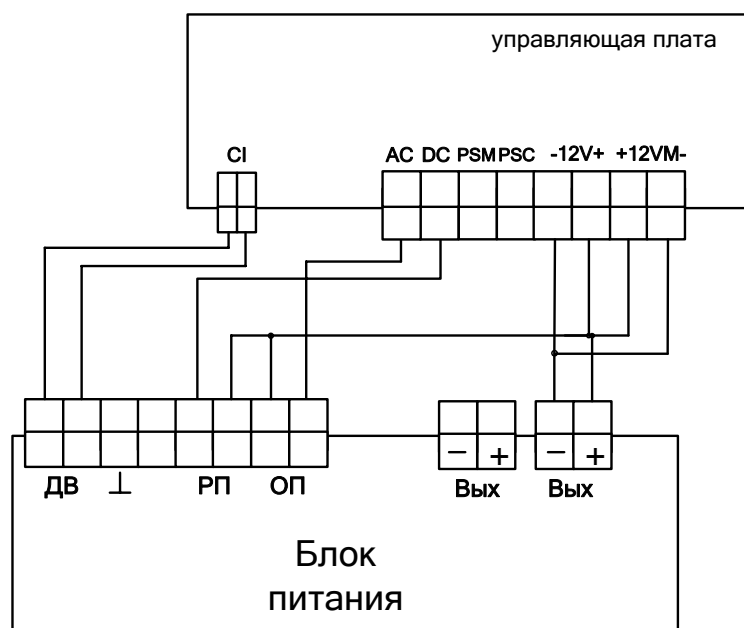 управляющая плата
CI
AC DC PSM PSC -12V+ +12VM-
− + − +
ДВ ⊥ РП ОП Вых Вых
Блок
питания